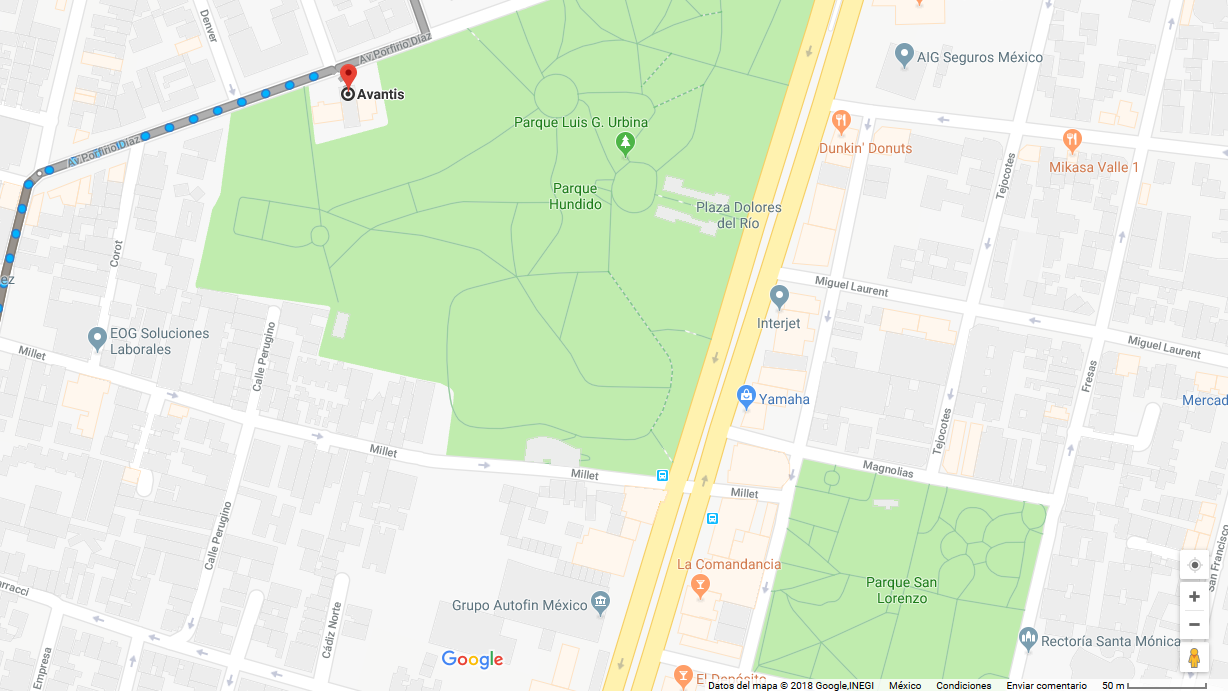 Denver
Av.Porfirio Díaz
AIG Seguros México
Avantis
Parque Luis G. Urbina
Dunkin' Donuts
Av.Porfirio Díaz
Mikasa Valle 1
Tejocotes
Parque
Hundido
Plaza Dolores
del Río
Corot
ez
Miguel Laurent
Interjet
EOG Soluciones
Laborales
Calle Perugino
Miguel Laurent
Millet
Fresas
Yamaha
Mercad
Tejocotes
Millet
Magnolias
Millet
Millet
Calle Perugino
San Francisco
La Comandancia
Parque San
Lorenzo
arracci
Grupo Autofin México
Cádiz Norte
Rectoría Santa Mónica
Empresa
Google
El Depósito
Datos del mapa © 2018 Google,INEGI México Condiciones Enviar comentario 50 m